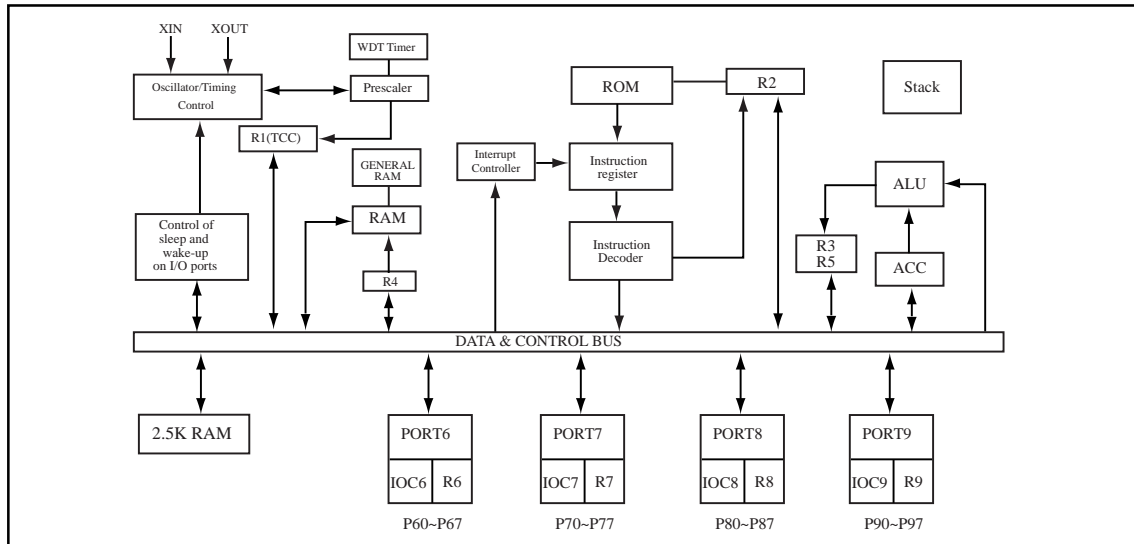 XIN
XOUT
WDT Timer
Oscillator/Timing
Control
Prescaler
ROM
R2
Stack
R1(TCC)
GENERAL
RAM
Interrupt
Controller
Instruction
register
ALU
RAM
Control of
sleep and
wake-up
on I/O ports
Instruction
Decoder
R3
R5
ACC
R4
DATA & CONTROL BUS
2.5K RAM
PORT6
IOC6
R6
P60~P67
PORT7
IOC7
R7
P70~P77
PORT8
IOC8
R8
P80~P87
PORT9
IOC9
R9
P90~P97